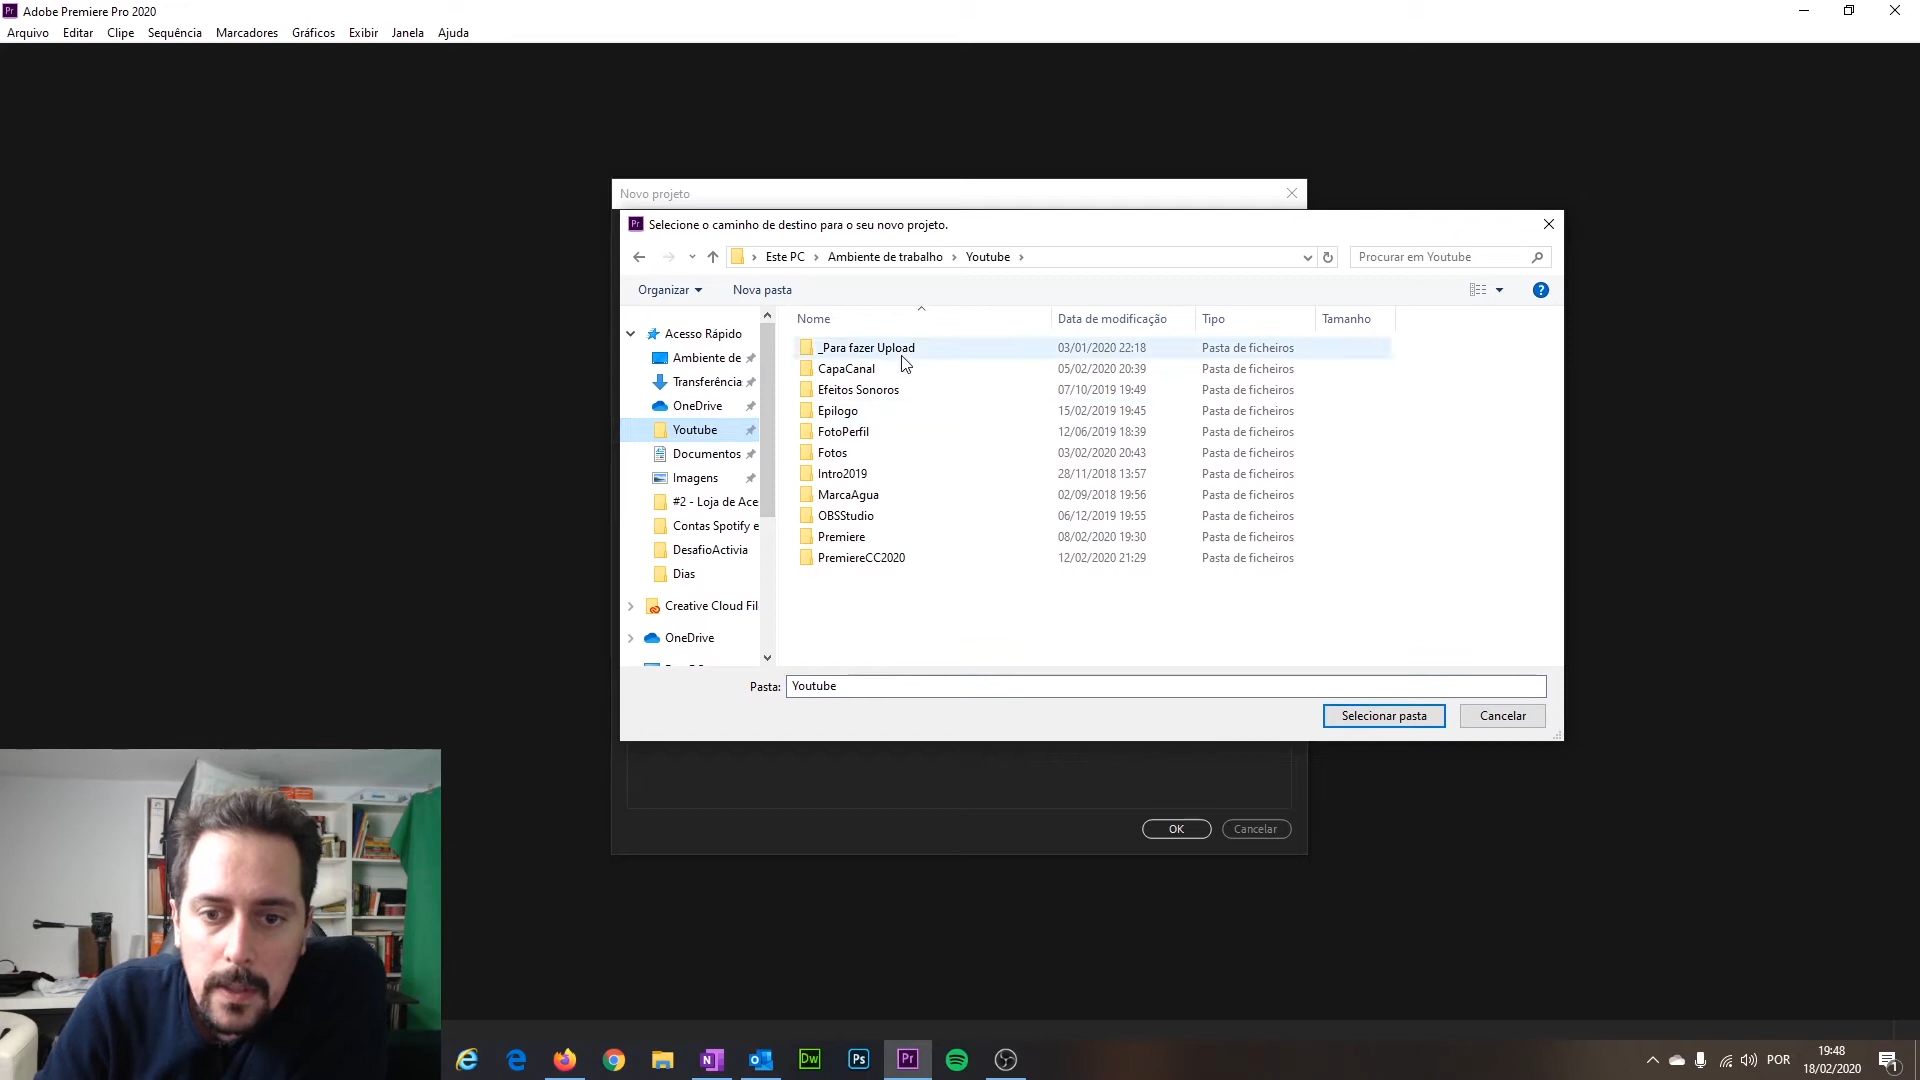 Pr Adobe Premiere Pro 2020
Arquivo Editar Clipe Sequência Marcadores Gráficos Exibir Janela Ajuda
Novo projeto
Pr Selecione o caminho de destino para o seu novo projeto.
Este PC Ambiente de trabalho Youtube
Procurar em Youtube
Organizar Nova pasta
?
Acesso Rápido
Ambiente de
Transferência
OneDrive
Youtube
Documentos
Imagens
#2 - Loja de Ace
Contas Spotify e
DesafioActivia
Dias
Creative Cloud Fil
OneDrive
Nome Data de modificação Tipo Tamanho
_Para fazer Upload 03/01/2020 22:18 Pasta de ficheiros
CapaCanal 05/02/2020 20:39 Pasta de ficheiros
Efeitos Sonoros 07/10/2019 19:49 Pasta de ficheiros
Epilogo 15/02/2019 19:45 Pasta de ficheiros
FotoPerfil 12/06/2019 18:39 Pasta de ficheiros
Fotos 03/02/2020 20:43 Pasta de ficheiros
Intro2019 28/11/2018 13:57 Pasta de ficheiros
MarcaAgua 02/09/2018 19:56 Pasta de ficheiros
OBSStudio 06/12/2019 19:55 Pasta de ficheiros
Premiere 08/02/2020 19:30 Pasta de ficheiros
PremiereCC2020 12/02/2020 21:29 Pasta de ficheiros
Pasta: Youtube
Selecionar pasta Cancelar
OK Cancelar
Dw Ps Pr
POR
19:48
18/02/2020
1